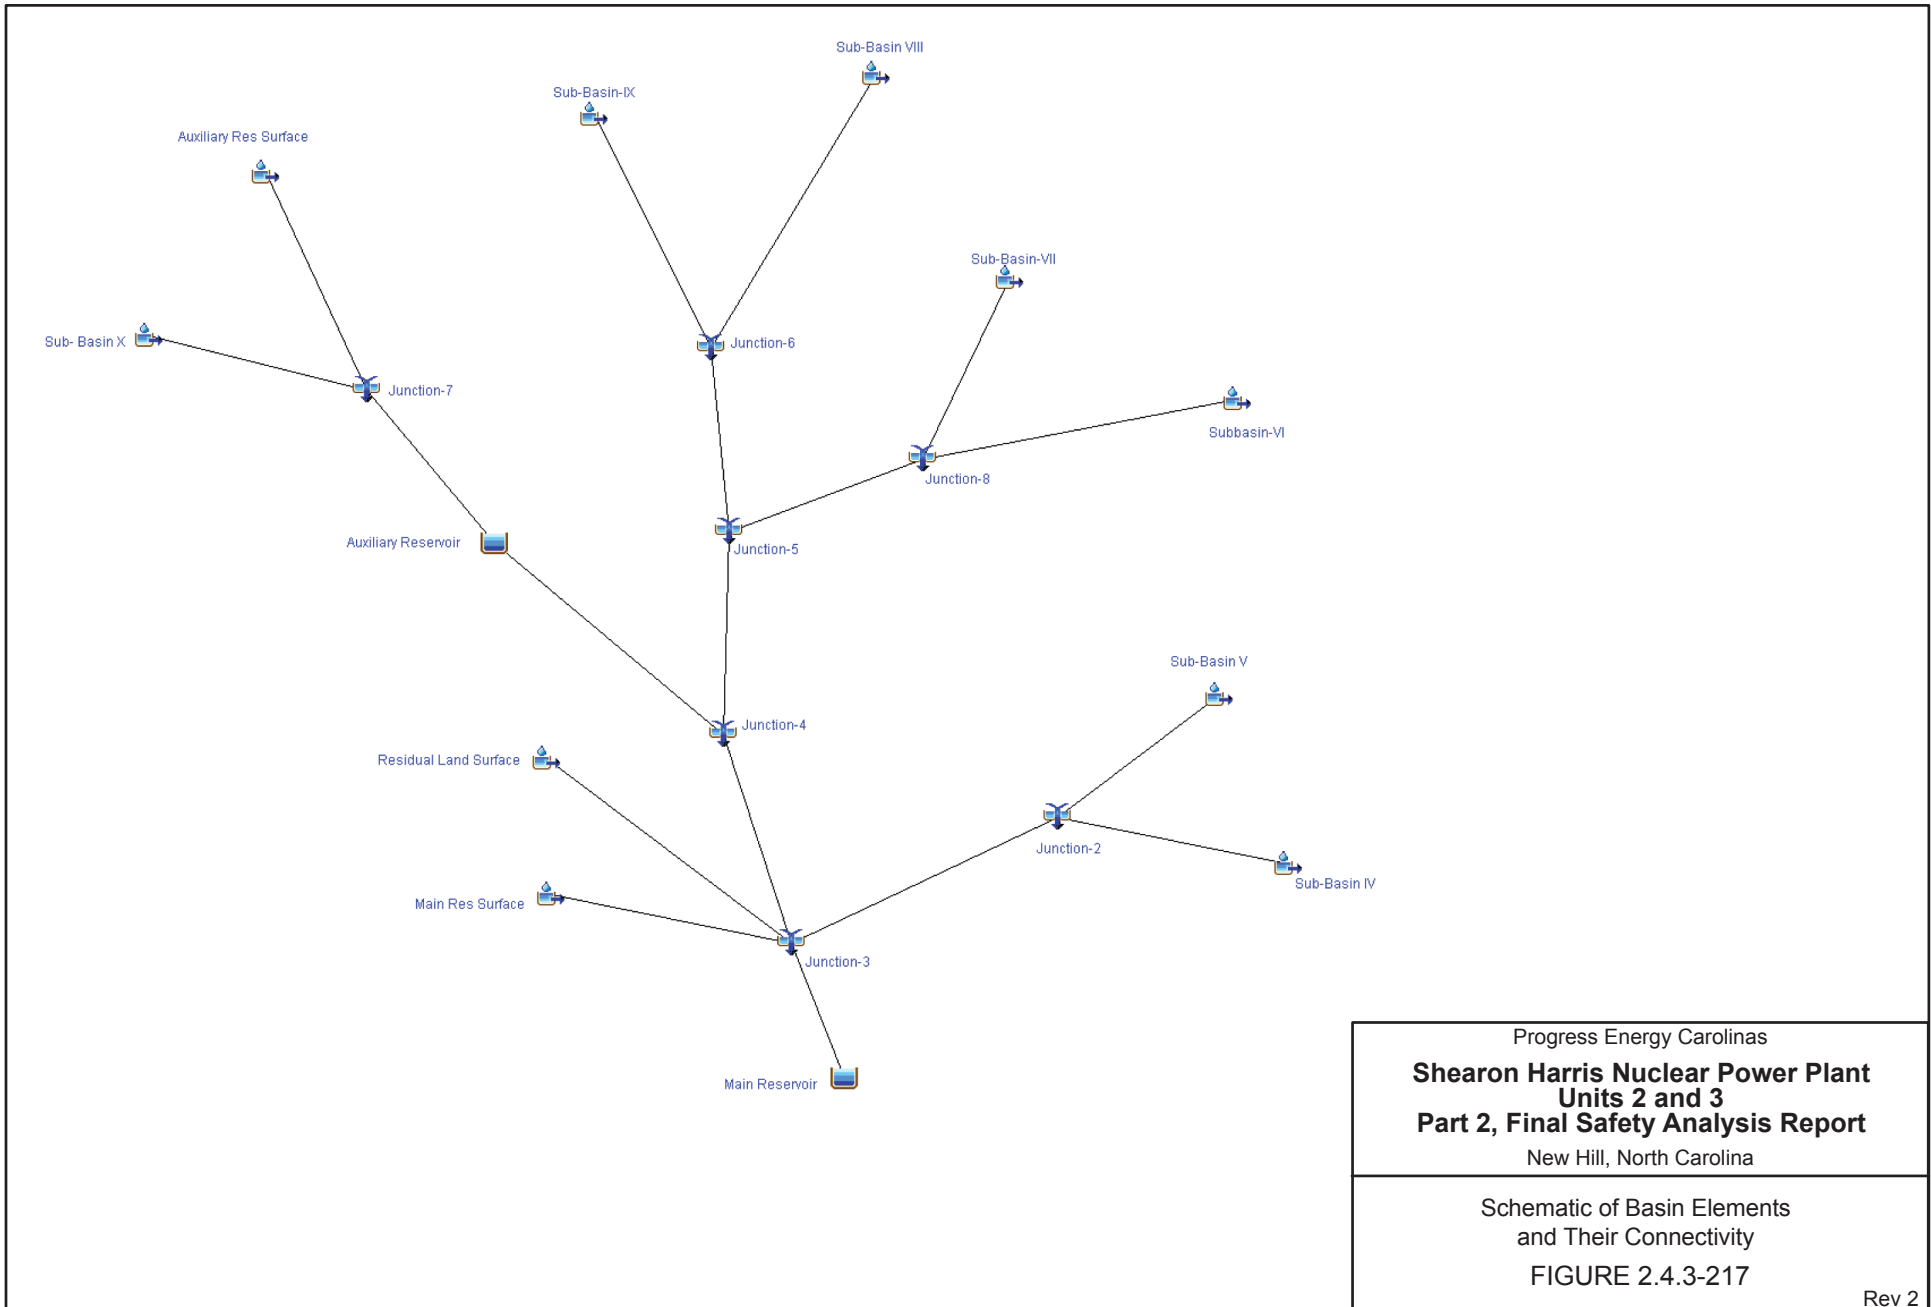 Sub-Basin VIII
Sub-Basin-IX
Auxiliary Res Surface
Sub-Basin-VII
Sub- Basin X
Junction-6
Junction-7
Subbasin-VI
Junction-8
Auxiliary Reservoir
Junction-5
Sub-Basin V
Junction-4
Residual Land Surface
Junction-2
Sub-Basin IV
Main Res Surface
Junction-3
Main Reservoir
Progress Energy Carolinas
Shearon Harris Nuclear Power Plant
Units 2 and 3
Part 2, Final Safety Analysis Report
New Hill, North Carolina
Schematic of Basin Elements
and Their Connectivity
FIGURE 2.4.3-217
Rev 2